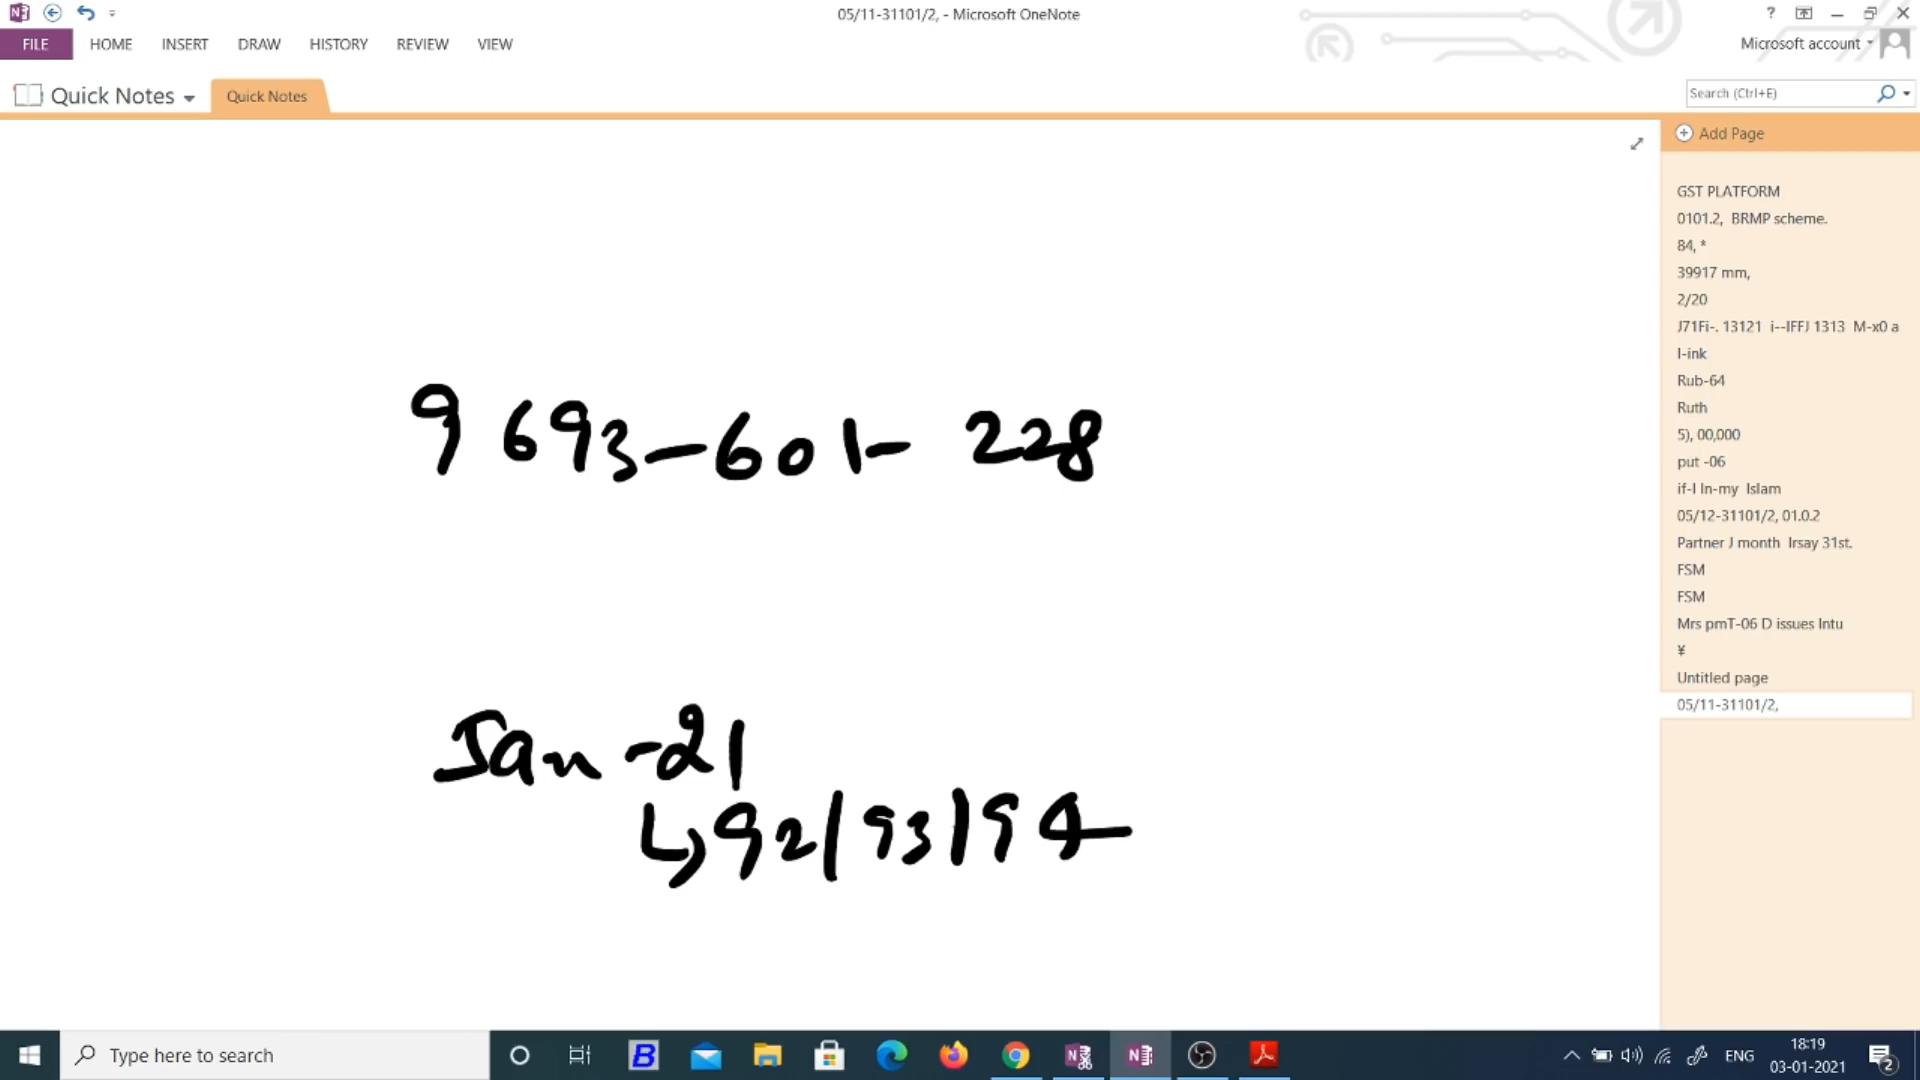 05/11-31101/2, - Microsoft OneNote
?
FILE HOME INSERT DRAW HISTORY REVIEW VIEW
Microsoft account
Quick Notes
Quick Notes
Search (Ctrl+E)
Add Page
GST PLATFORM
0101.2, BRMP scheme.
84, *
39917 mm,
2/20
J71Fi-. 13121 i--IFFJ 1313 M-x0 a
I-ink
Rub-64
Ruth
5), 00,000
put -06
if-I In-my Islam
05/12-31101/2, 01.0.2
Partner J month Irsay 31st.
FSM
FSM
Mrs pmT-06 D issues Intu
¥
Untitled page
05/11-31101/2,
9 693-601- 228
Jan -21
↳92/93/94
Type here to search
ENG
18:19
03-01-2021
2